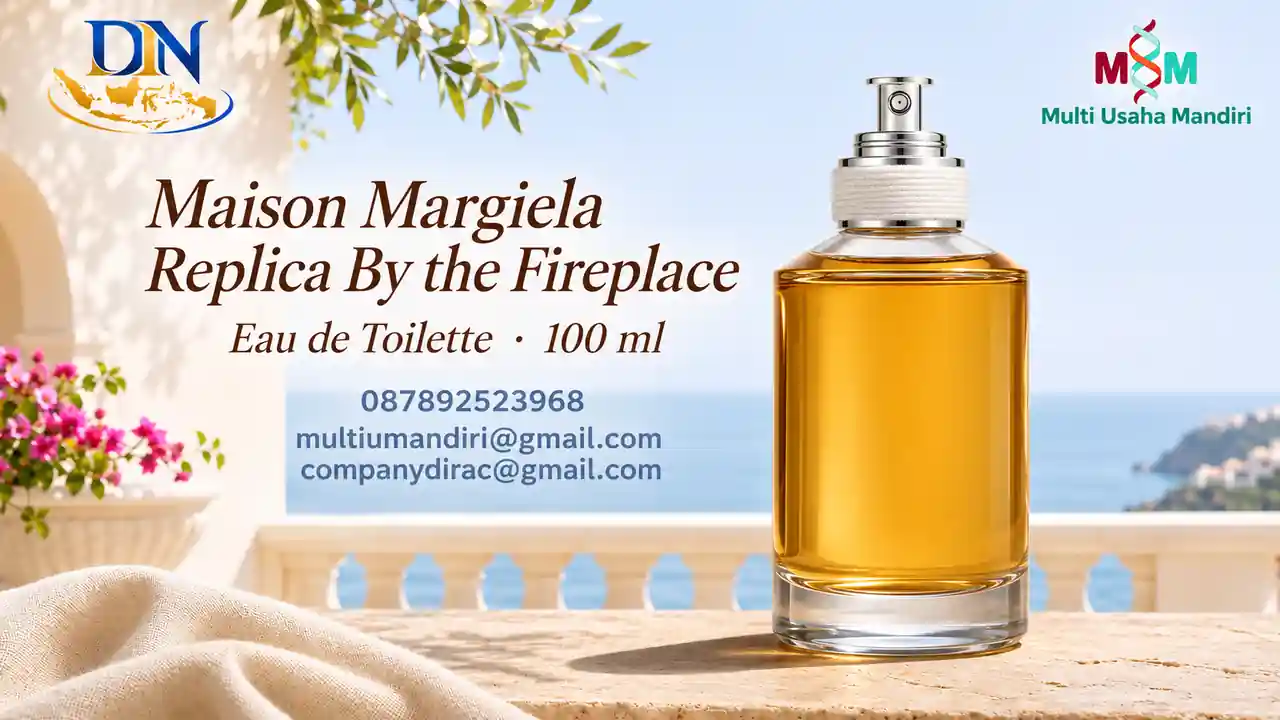 DN
MSM
Multi Usaha Mandiri
Maison Margiela
Replica By the Fireplace
Eau de Toilette · 100 ml
087892523968
multiumandiri@gmail.com
companydirac@gmail.com